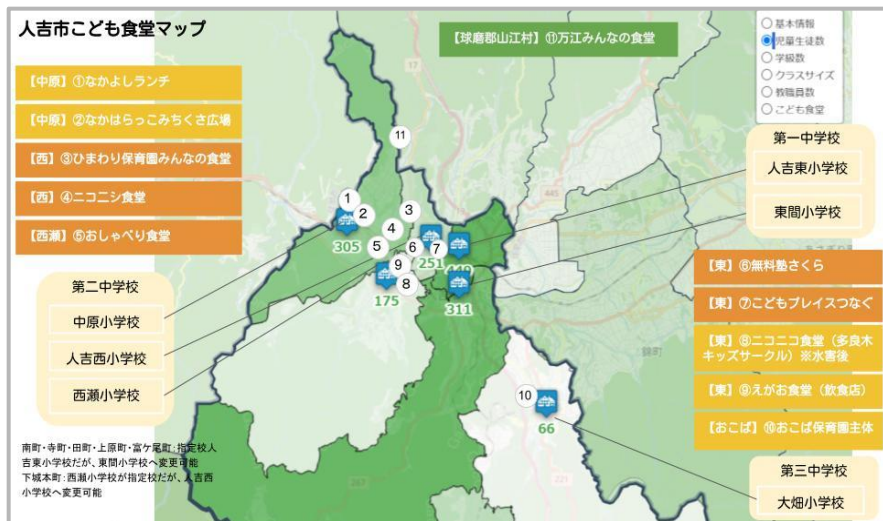 人吉市こども食堂マップ
【球磨郡山江村】⑪万江みんなの食堂
基本情報
児童生徒数
学級数
クラスサイズ
教職員数
こども食堂
【中原】①なかよしランチ
【中原】②なかはらっこみちくさ広場
【西】③ひまわり保育園みんなの食堂
【西】④ニコニシ食堂
【西瀬】⑤おしゃべり食堂
第一中学校
人吉東小学校
東間小学校
11
1
2
3
4
5
6
7
8
9
10
305
251
175
311
66
445
221
第二中学校
中原小学校
人吉西小学校
西瀬小学校
【東】⑥無料塾さくら
【東】⑦こどもプレイスつなぐ
【東】⑧ニコニコ食堂（多良木
キッズサークル）※水害後
【東】⑨えがお食堂（飲食店）
【おこば】⑩おこば保育園主体
第三中学校
大畑小学校
南町・寺町・田町・上原町・富ケ尾町：指定校人
吉東小学校だが、東間小学校へ変更可能
下城本町：西瀬小学校が指定校だが、人吉西
小学校へ変更可能